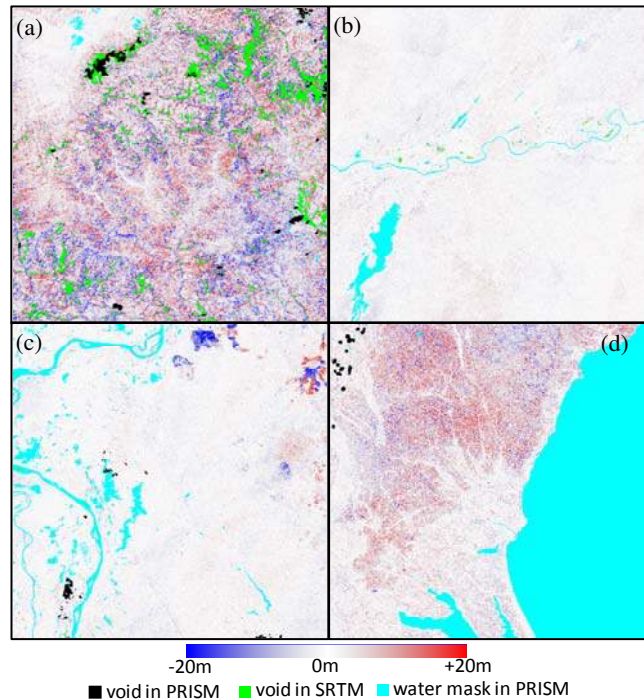 (a)
(b)
(c)
(d)
-20m 0m +20m
void in PRISM void in SRTM water mask in PRISM